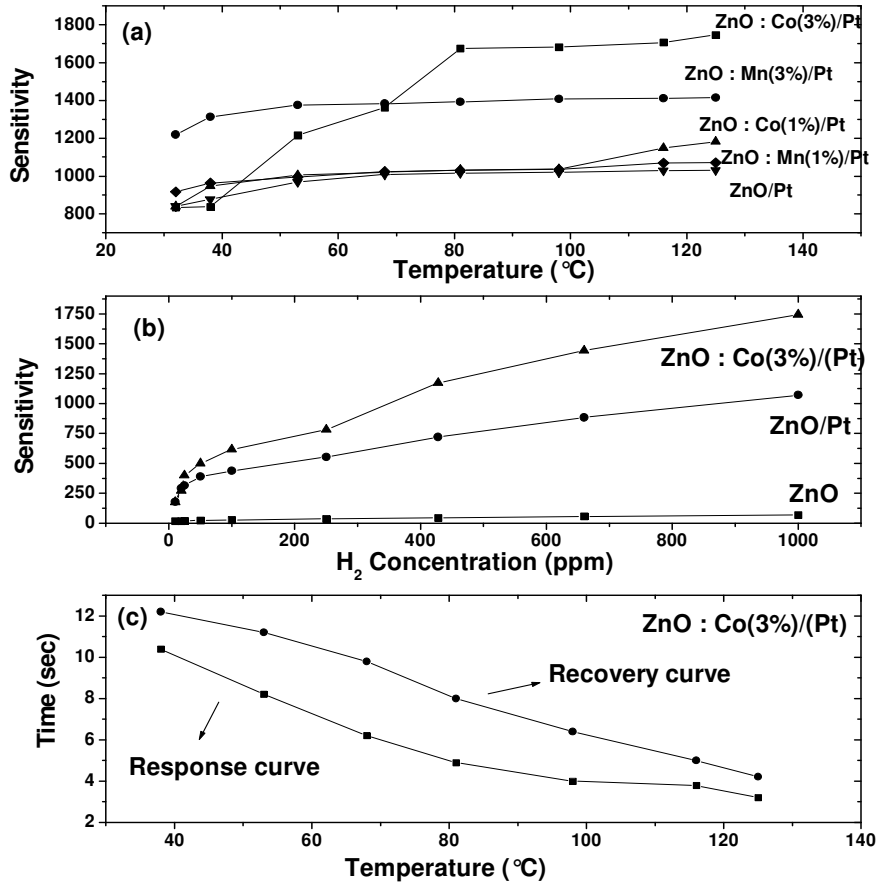 (a)
ZnO : Co(3%)/Pt
ZnO : Mn(3%)/Pt
ZnO : Co(1%)/Pt
ZnO : Mn(1%)/Pt
ZnO/Pt
Sensitivity
1800
1600
1400
1200
1000
800
20 40 60 80 100 120 140
Temperature (°C)
(b)
ZnO : Co(3%)/(Pt)
ZnO/Pt
ZnO
Sensitivity
1750
1500
1250
1000
750
500
250
0
0 200 400 600 800 1000
H₂ Concentration (ppm)
(c)
ZnO : Co(3%)/(Pt)
Recovery curve
Response curve
Time (sec)
12
10
8
6
4
2
40 60 80 100 120 140
Temperature (°C)